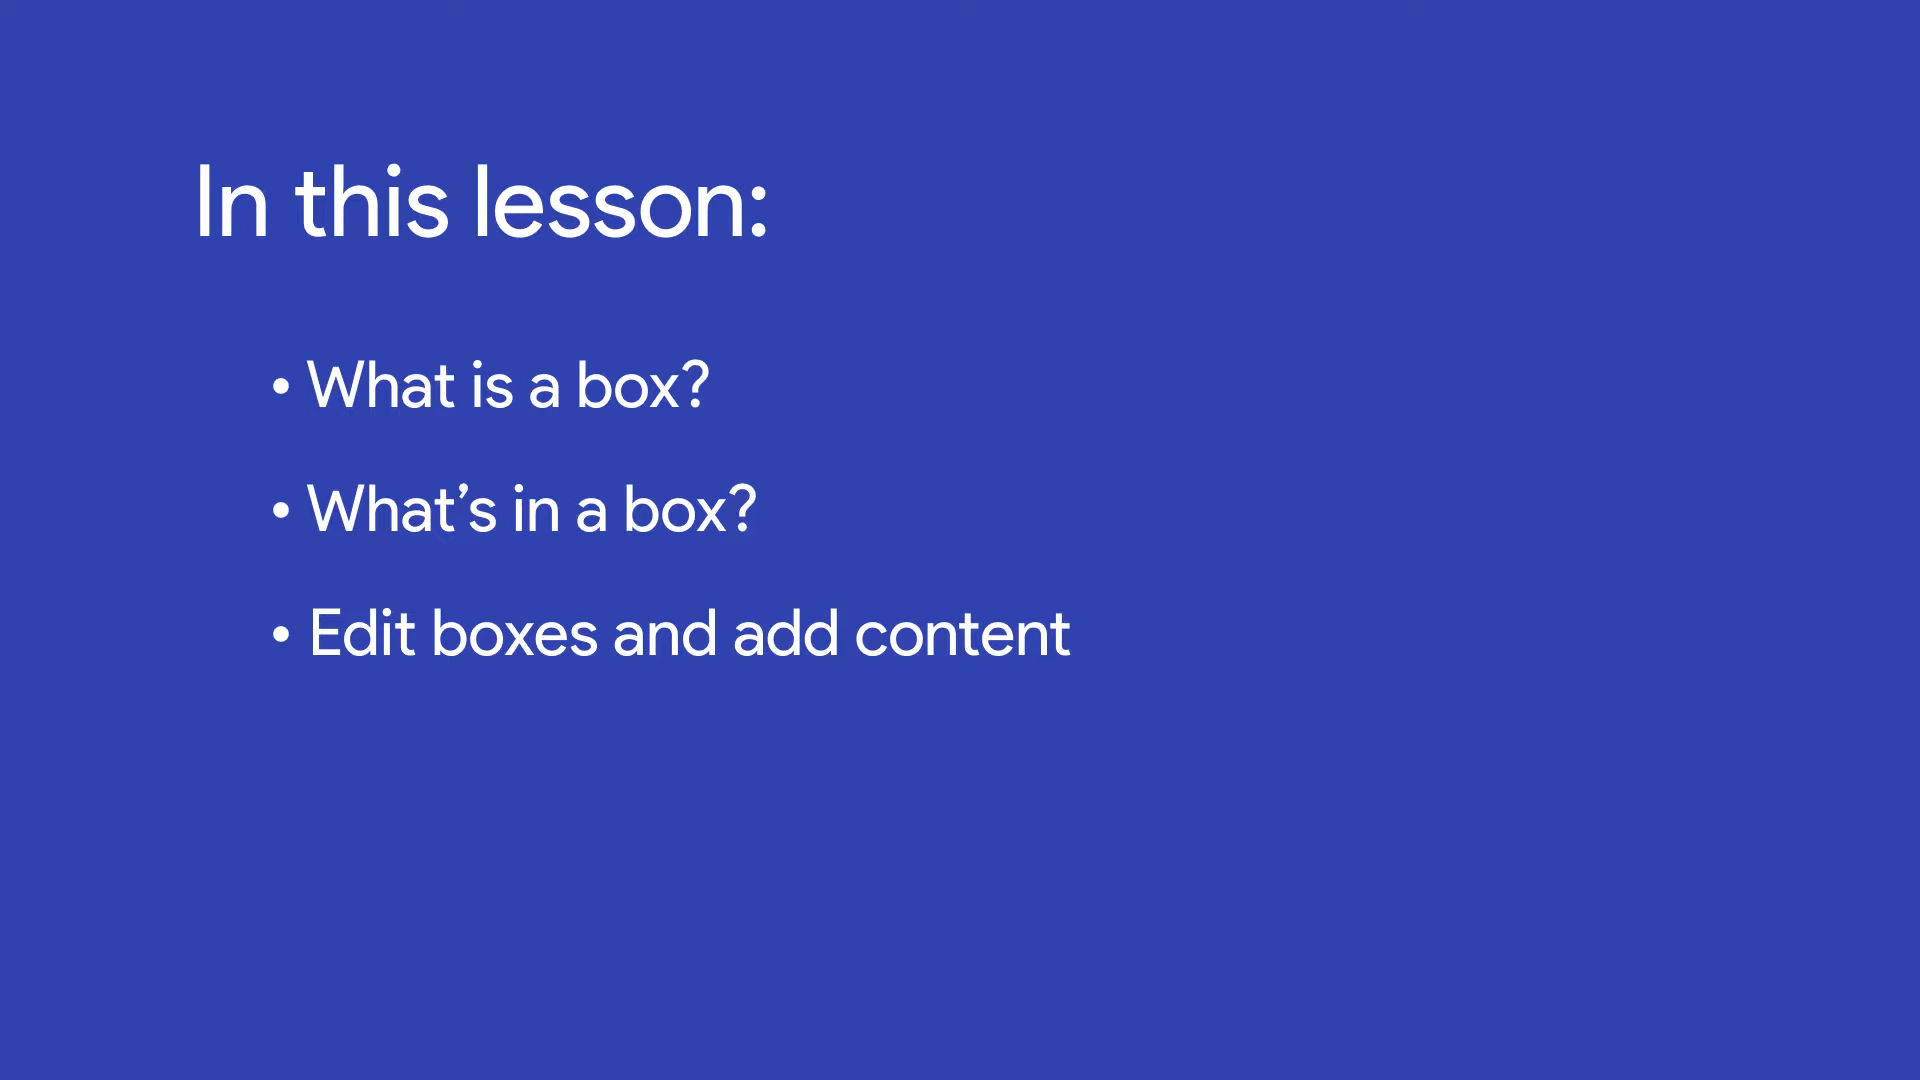 In this lesson:
• What is a box?
• What’s in a box?
• Edit boxes and add content